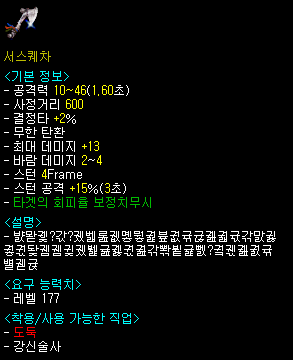 서스퀘차
<기본 정보>
- 공격력 10~46(1,60초)
- 사정거리 600
- 결정타 +2%
- 무한 탄환
- 최대 데미지 +13
- 바람 데미지 2~4
- 스턴 4Frame
- 스턴 공격 +15%(3초)
- 타겟의 회피율 보정치무시
<설명>
<요구 능력치>
- 레벨 177
<착용/사용 가능한 직업>
- 도둑
- 강신술사